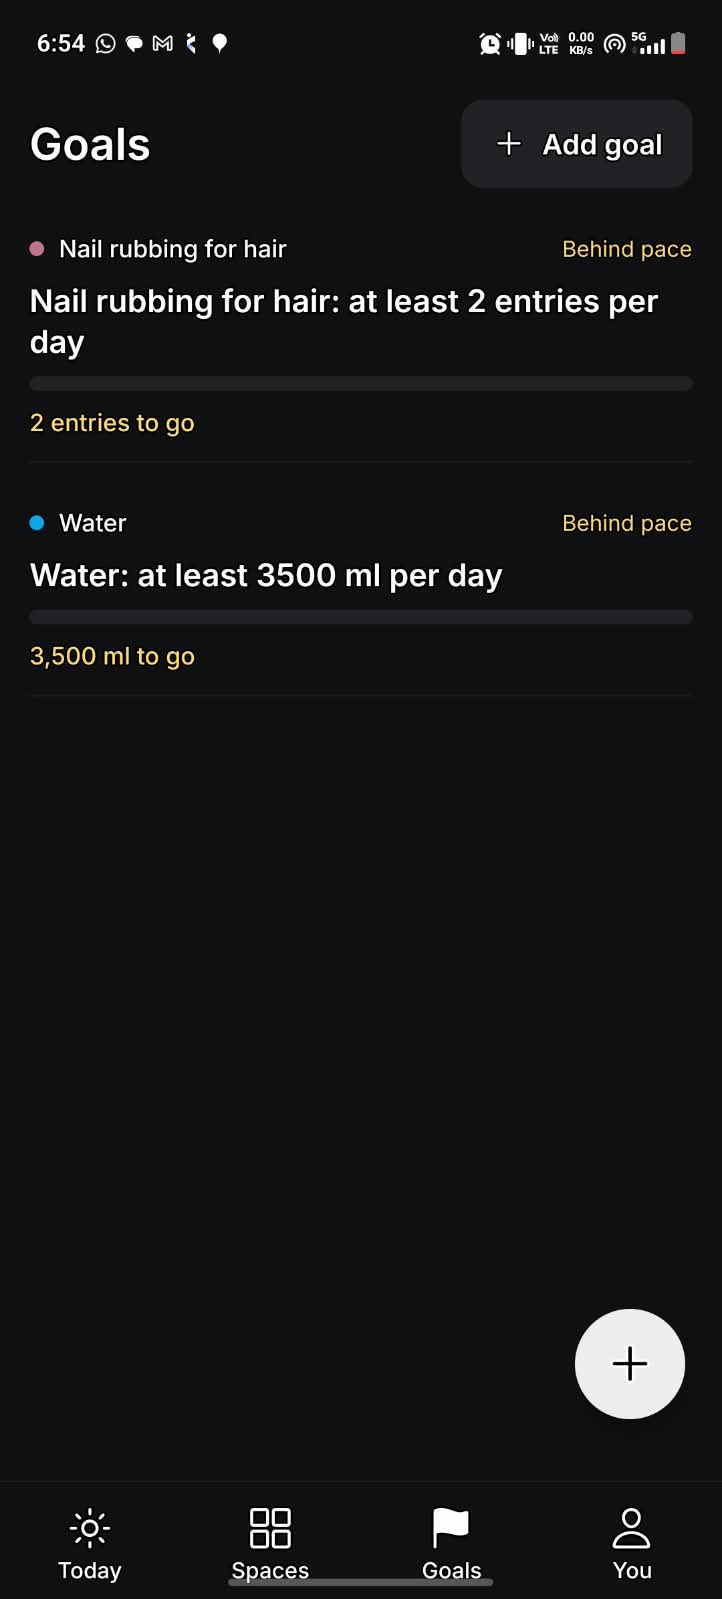 6:54
Vo) LTE 0.00 KB/s 5G
Goals
+ Add goal
Nail rubbing for hair Behind pace
Nail rubbing for hair: at least 2 entries per
day
2 entries to go
Water Behind pace
Water: at least 3500 ml per day
3,500 ml to go
Today Spaces Goals You